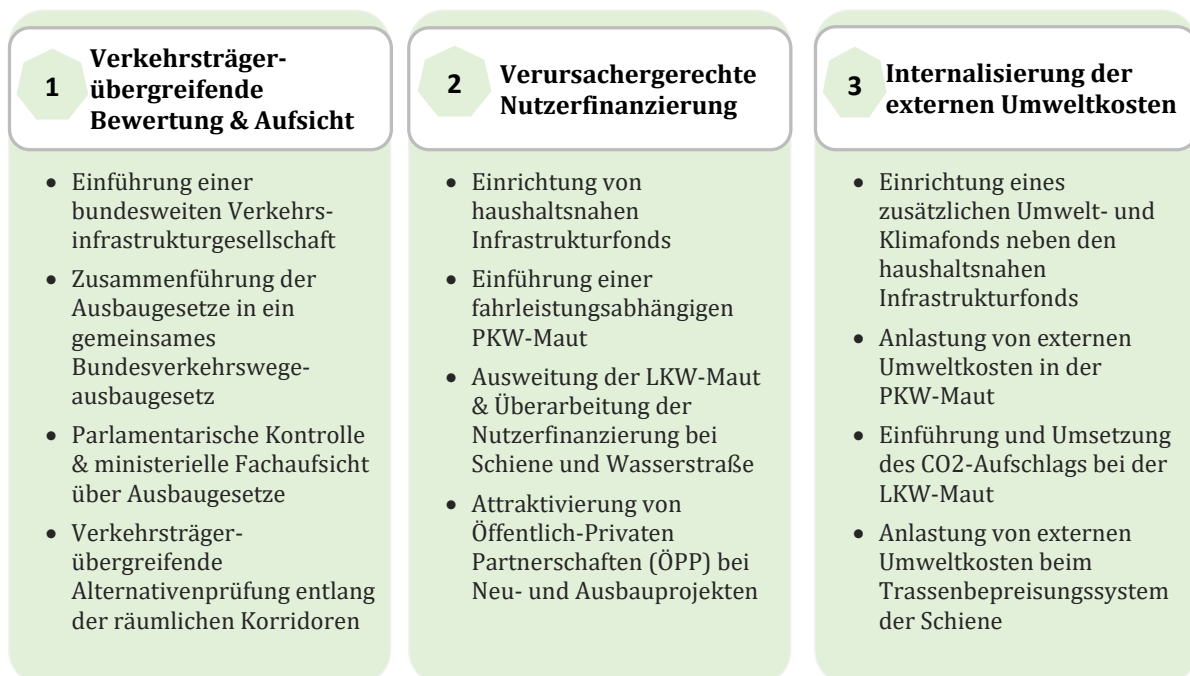 1
Verkehrsträger-
übergreifende
Bewertung & Aufsicht
• Einführung einer
bundesweiten Verkehrs-
infrastrukturgesellschaft
• Zusammenführung der
Ausbaugesetze in ein
gemeinsames
Bundesverkehrswege-
ausbaugesetz
• Parlamentarische Kontrolle
& ministerielle Fachaufsicht
über Ausbaugesetze
• Verkehrsträger-
übergreifende
Alternativenprüfung entlang
der räumlichen Korridoren
2
Verursachergerechte
Nutzerfinanzierung
• Einrichtung von
haushaltsnahen
Infrastrukturfonds
• Einführung einer
fahrleistungsabhängigen
PKW-Maut
• Ausweitung der LKW-Maut
& Überarbeitung der
Nutzerfinanzierung bei
Schiene und Wasserstraße
• Attraktivierung von
Öffentlich-Privaten
Partnerschaften (ÖPP) bei
Neu- und Ausbauprojekten
3
Internalisierung der
externen Umweltkosten
• Einrichtung eines
zusätzlichen Umwelt- und
Klimafonds neben den
haushaltsnahen
Infrastrukturfonds
• Anlastung von externen
Umweltkosten in der
PKW-Maut
• Einführung und Umsetzung
des CO2-Aufschlags bei der
LKW-Maut
• Anlastung von externen
Umweltkosten beim
Trassenbepreisungssystem
der Schiene